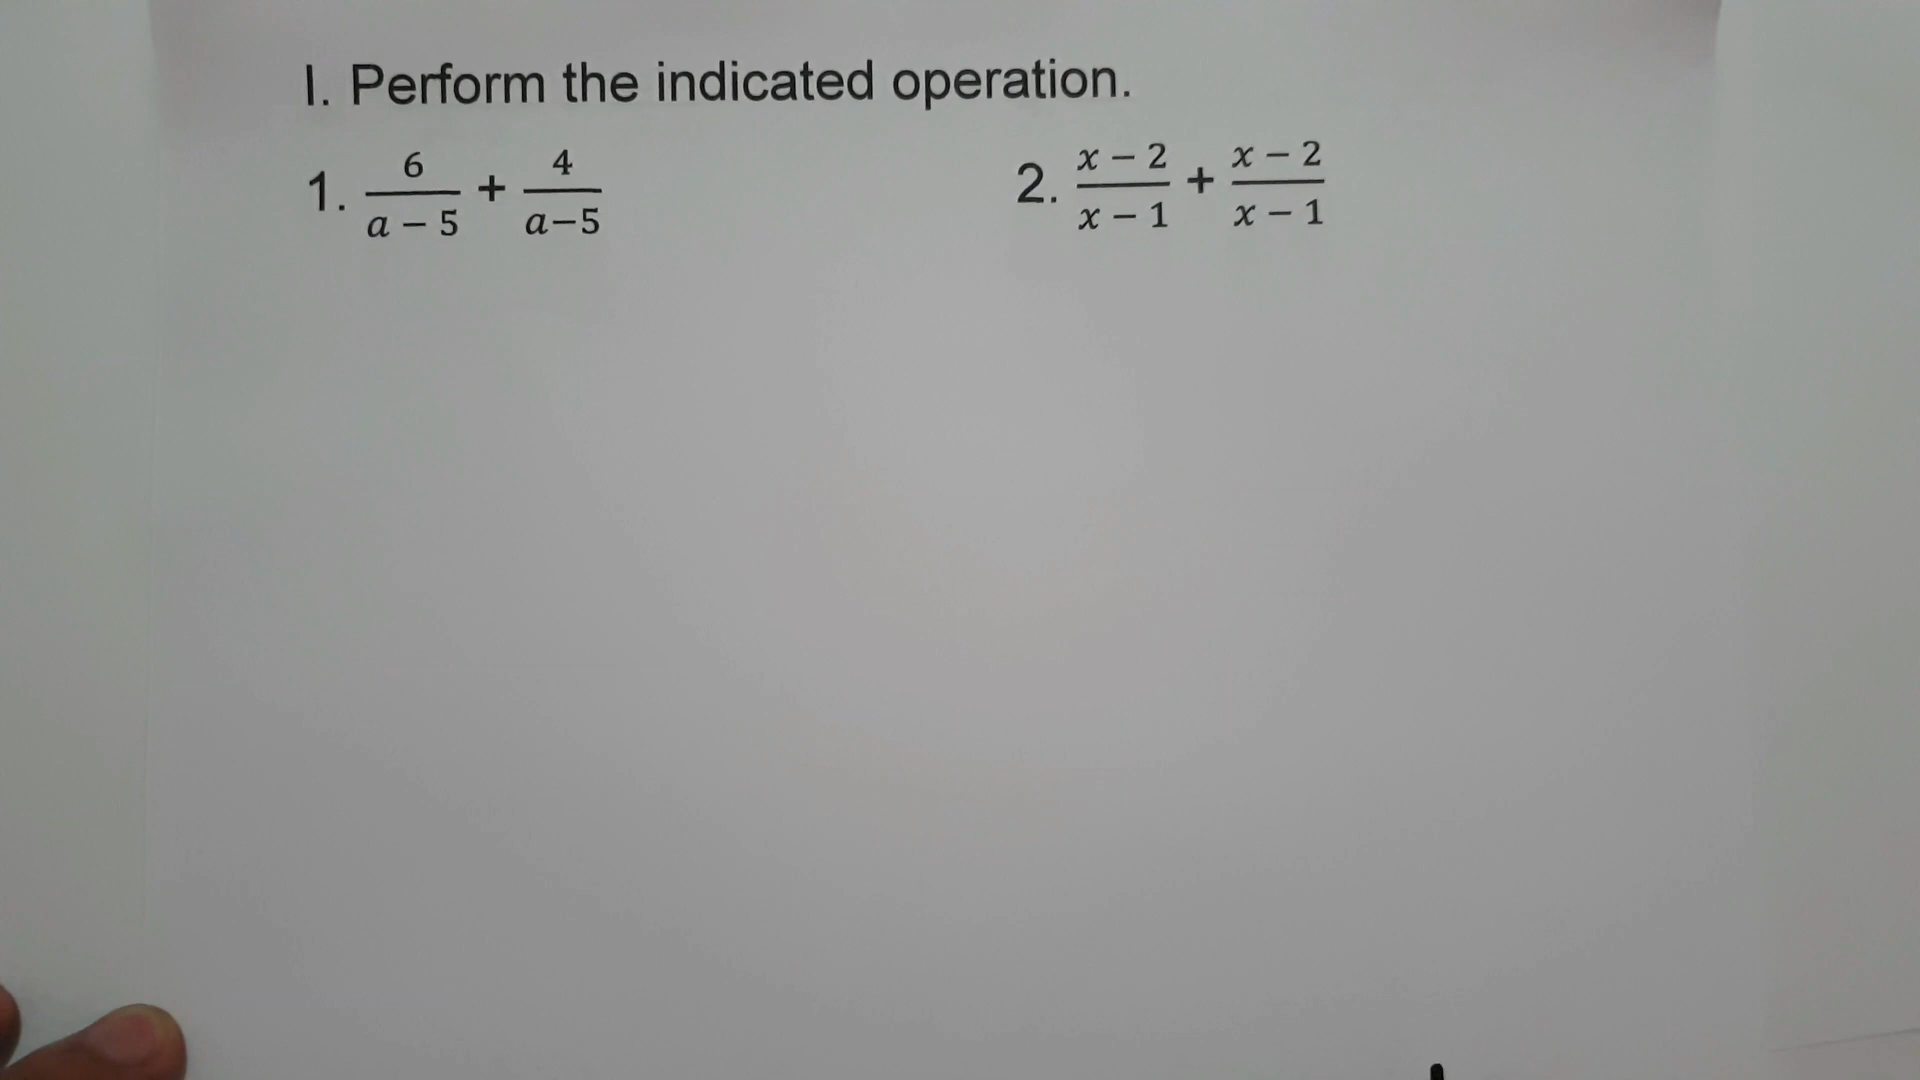 I. Perform the indicated operation.
1. 6/(a – 5) + 4/(a–5)
2. (x – 2)/(x – 1) + (x – 2)/(x – 1)